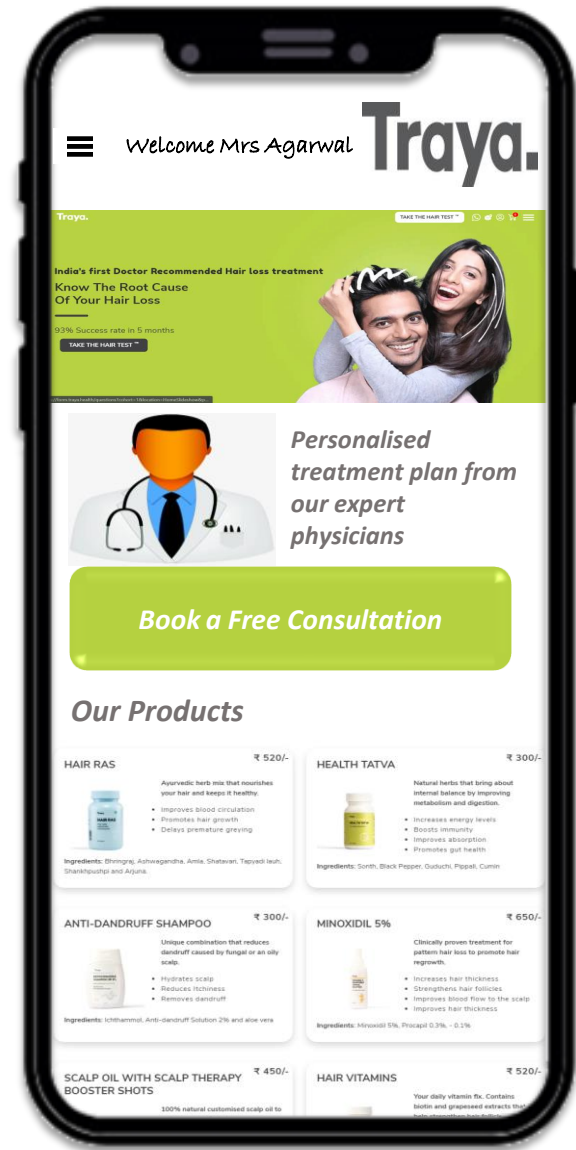 Welcome Mrs Agarwal
Traya.
Traya.
TAKE THE HAIR TEST ™
India's first Doctor Recommended Hair loss treatment
Know The Root Cause
Of Your Hair Loss
93% Success rate in 5 months
TAKE THE HAIR TEST ™
Personalised
treatment plan from
our expert
physicians
Book a Free Consultation
Our Products
HAIR RAS
₹ 520/-
Ayurvedic herb mix that nourishes
your hair and keeps it healthy.
• Improves blood circulation
• Promotes hair growth
• Delays premature greying
HAIR RAS
Ingredients: Bhringraj, Ashwagandha, Amla, Shatavari, Tapyadi lauh,
Shankhpushpi and Arjuna.
HEALTH TATVA
₹ 300/-
Natural herbs that bring about
internal balance by improving
metabolism and digestion.
• Increases energy levels
• Boosts immunity
• Improves absorption
• Promotes gut health
Ingredients: Sonth, Black Pepper, Guduchi, Pippali, Cumin
ANTI-DANDRUFF SHAMPOO
₹ 300/-
Unique combination that reduces
dandruff caused by fungal or an oily
scalp.
• Hydrates scalp
• Reduces Itchiness
• Removes dandruff
Ingredients: Ichthammol, Anti-dandruff Solution 2% and aloe vera
MINOXIDIL 5%
₹ 650/-
Clinically proven treatment for
pattern hair loss to promote hair
regrowth.
• Increases hair thickness
• Strengthens hair follicles
• Improves blood flow to the scalp
• Improves hair thickness
Ingredients: Minoxidil 5%, Procapil 0.3%, - 0.1%
SCALP OIL WITH SCALP THERAPY
BOOSTER SHOTS
₹ 450/-
100% natural customised scalp oil to
HAIR VITAMINS
₹ 520/-
Your daily vitamin fix. Contains
biotin and grapeseed extracts that
help strengthen hair